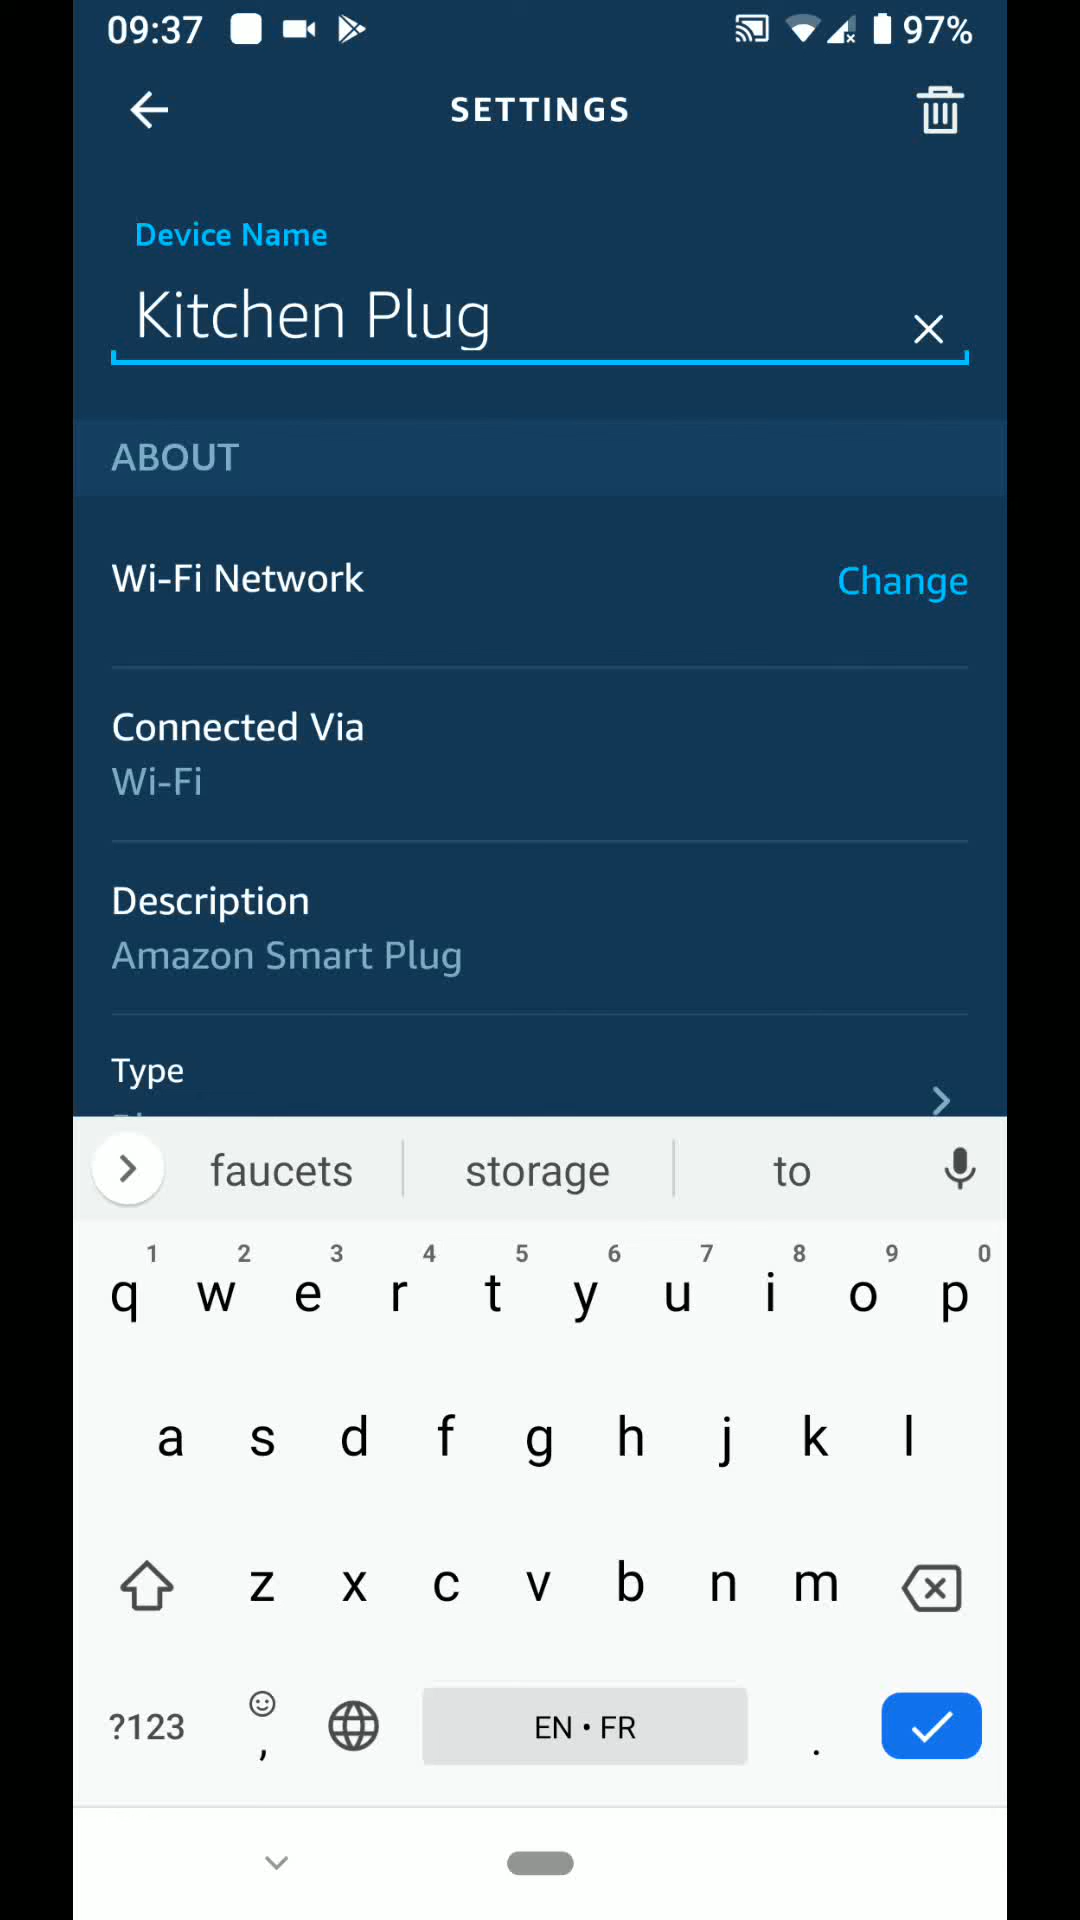 09:37 97%
SETTINGS
Device Name
Kitchen Plug
ABOUT
Wi-Fi Network Change
Connected Via
Wi-Fi
Description
Amazon Smart Plug
Type
faucets storage to
1 2 3 4 5 6 7 8 9 0
q w e r t y u i o p
a s d f g h j k l
z x c v b n m
?123 , EN • FR .